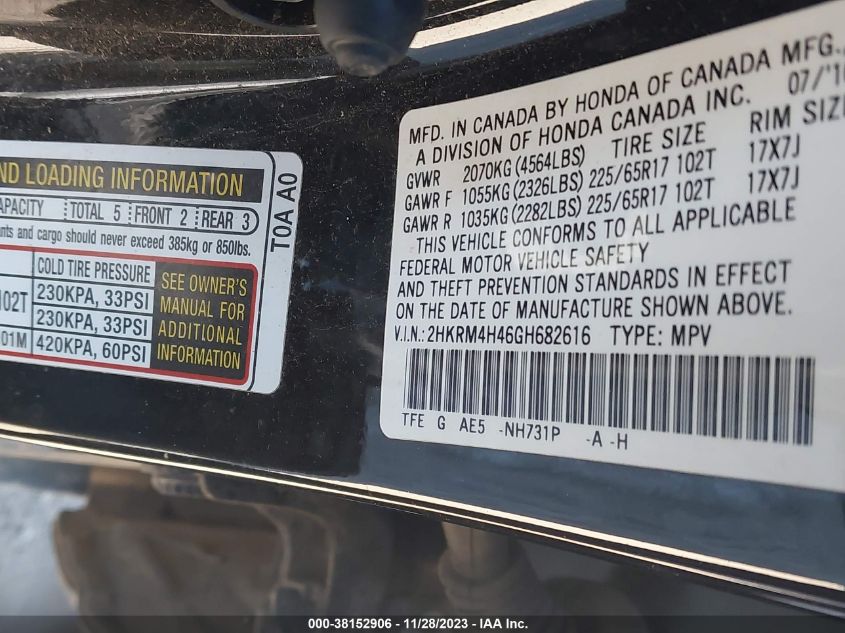 ND LOADING INFORMATION
APACITY TOTAL 5 FRONT 2 REAR 3
nts and cargo should never exceed 385kg or 850lbs.
COLD TIRE PRESSURE
102T 230KPA, 33PSI
230KPA, 33PSI
01M 420KPA, 60PSI
SEE OWNER'S
MANUAL FOR
ADDITIONAL
INFORMATION
T0A A0
MFD. IN CANADA BY HONDA OF CANADA MFG.,
A DIVISION OF HONDA CANADA INC. 07/'1
GVWR 2070KG (4564LBS) TIRE SIZE RIM SIZE
GAWR F 1055KG (2326LBS) 225/65R17 102T 17X7J
GAWR R 1035KG (2282LBS) 225/65R17 102T 17X7J
THIS VEHICLE CONFORMS TO ALL APPLICABLE
FEDERAL MOTOR VEHICLE SAFETY
AND THEFT PREVENTION STANDARDS IN EFFECT
ON THE DATE OF MANUFACTURE SHOWN ABOVE.
V.I.N.: 2HKRM4H46GH682616 TYPE: MPV
TFE G AE5 -NH731P -A -H
000-38152906 | 11/28/2023 | IAA Inc.